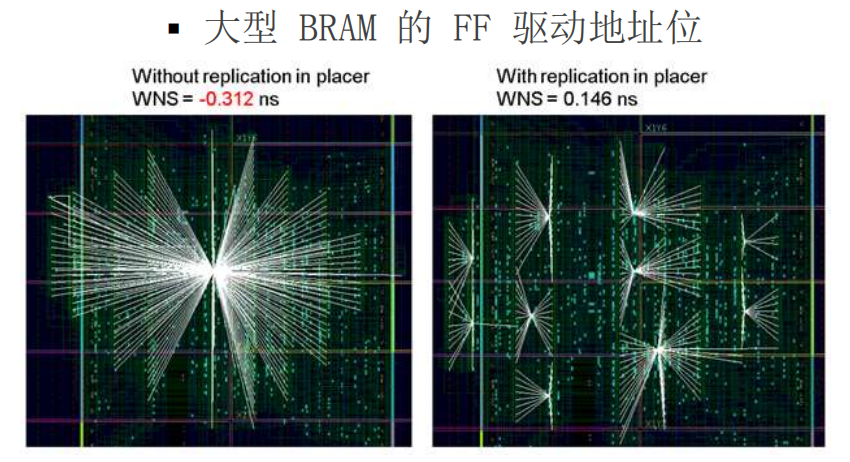 ▪ 大型 BRAM 的 FF 驱动地址位
Without replication in placer
WNS = -0.312 ns
With replication in placer
WNS = 0.146 ns
X1Y6
X1Y6